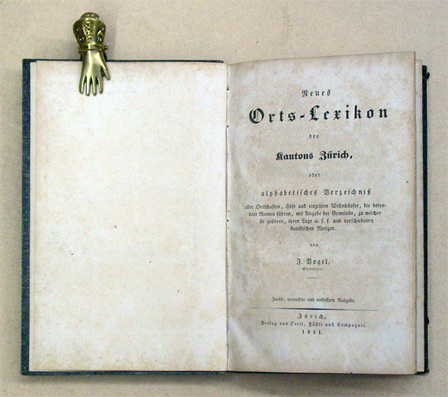 Neues
Orts-Lexikon
des
Kantons Zürich,
oder
alphabetisches Verzeichniß
aller Ortschaften, Höfe und einzelnen Wohnhäuser, die beson-
dere Namen führen, mit Angabe der Gemeinde, zu welcher
sie gehören, ihrer Lage u. s. f. und verschiedenen
statistischen Notizen.
von
F. Vogel,
Zweite, vermehrte und verbesserte Ausgabe.
Zürich,
Verlag von Orell, Füßli und Compagnie.
1841.